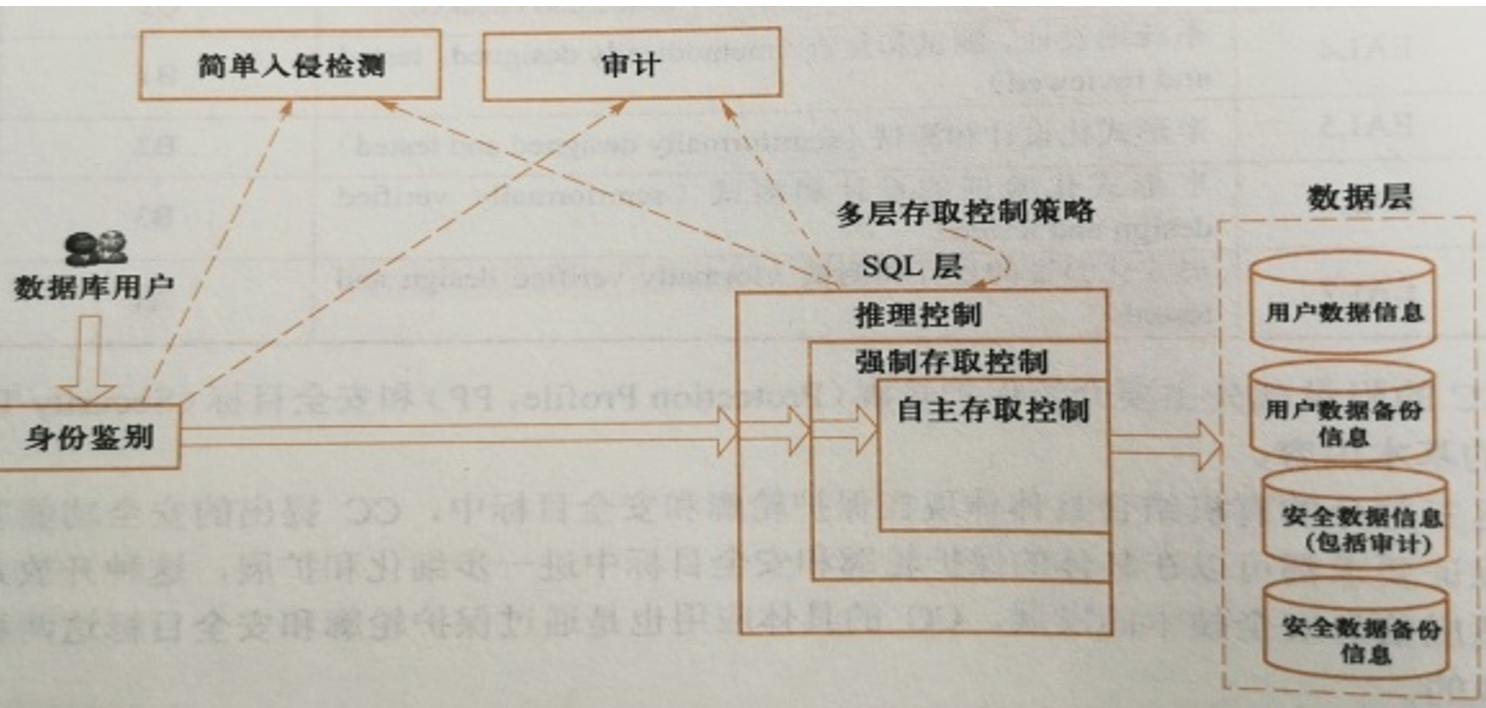 简单入侵检测
审计
多层存取控制策略
数据层
数据库用户
SQL 层
推理控制
强制存取控制
自主存取控制
身份鉴别
用户数据信息
用户数据备份
信息
安全数据信息
(包括审计)
安全数据备份
信息